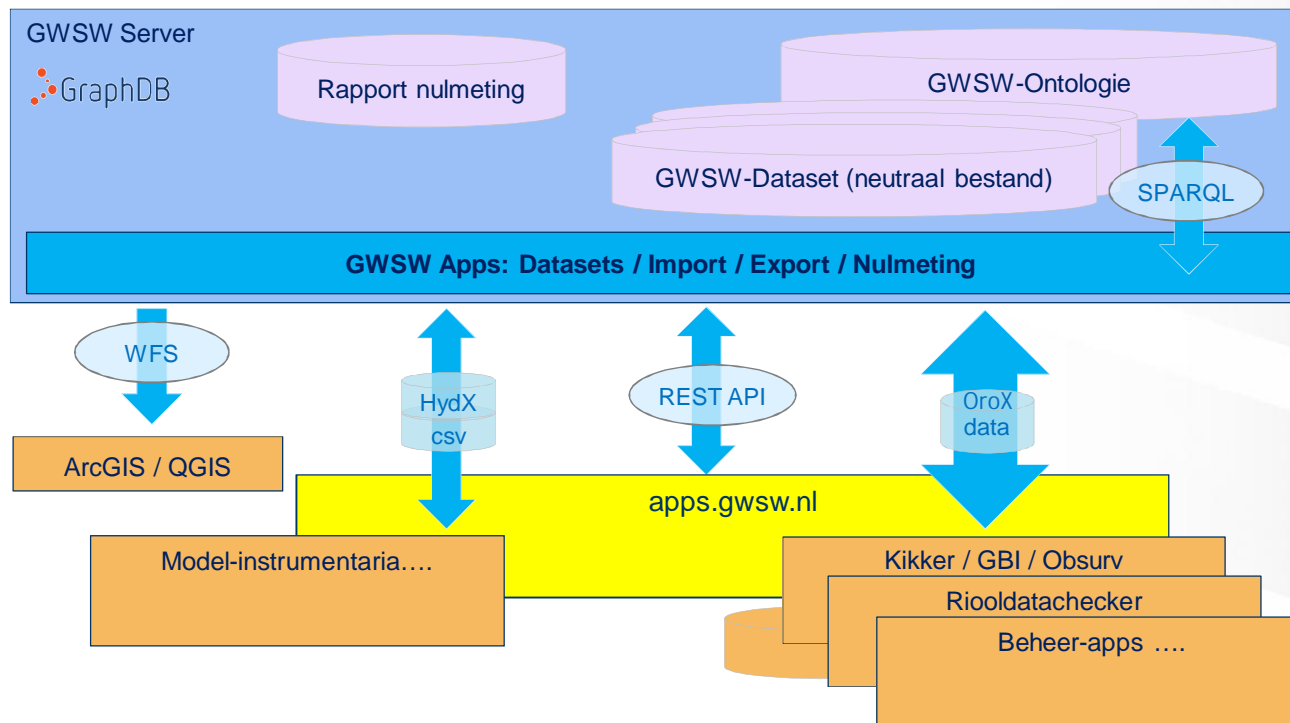 GWSW Server
GraphDB
Rapport nulmeting
GWSW-Ontologie
GWSW-Dataset (neutraal bestand)
SPARQL
GWSW Apps: Datasets / Import / Export / Nulmeting
WFS
HydX
csv
REST API
OroX
data
ArcGIS / QGIS
apps.gwsw.nl
Model-instrumentaria....
Kikker / GBI / Obsurv
Riooldatachecker
Beheer-apps ....